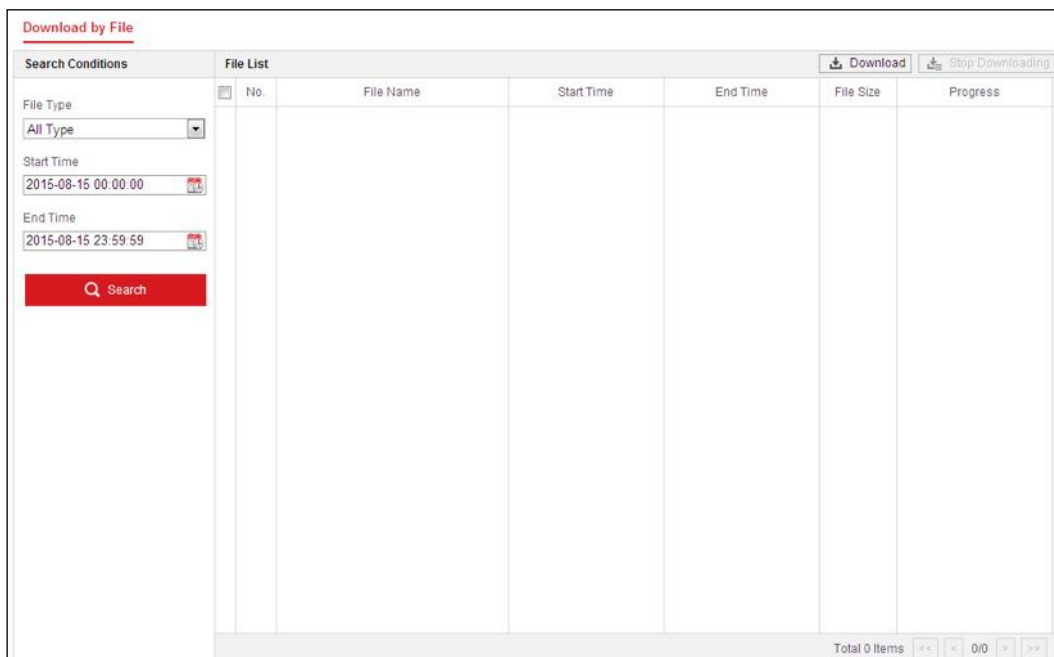 Download by File
Search Conditions
File List
Download
Stop Downloading
File Type
All Type
Start Time
2015-08-15 00:00:00
End Time
2015-08-15 23:59:59
Search
No.
File Name
Start Time
End Time
File Size
Progress
Total 0 Items
<<
<
0/0
>
>>